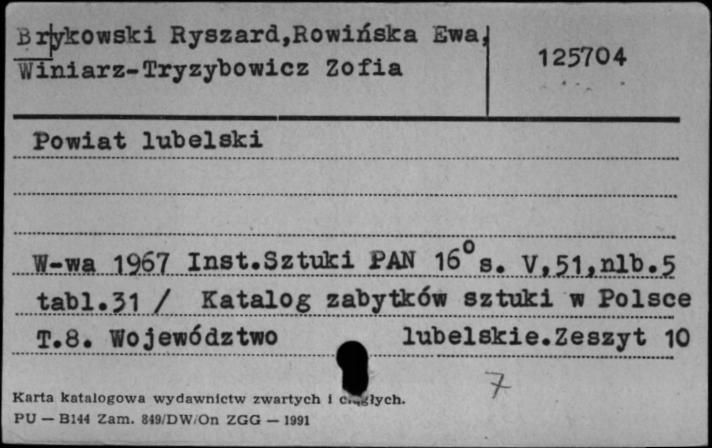 Brykowski Ryszard,Rowińska Ewa,
Winiarz-Tryzybowicz Zofia
125704
Powiat lubelski
W-wa 1967 Inst.Sztuki PAN 16° s. V,51,nlb.5
tabl.31 / Katalog zabytków sztuki w Polsce
T.8. Województwo lubelskie.Zeszyt 10
7
Karta katalogowa wydawnictw zwartych i ciągłych.
PU — B144 Zam. 849/DW/On ZGG — 1991